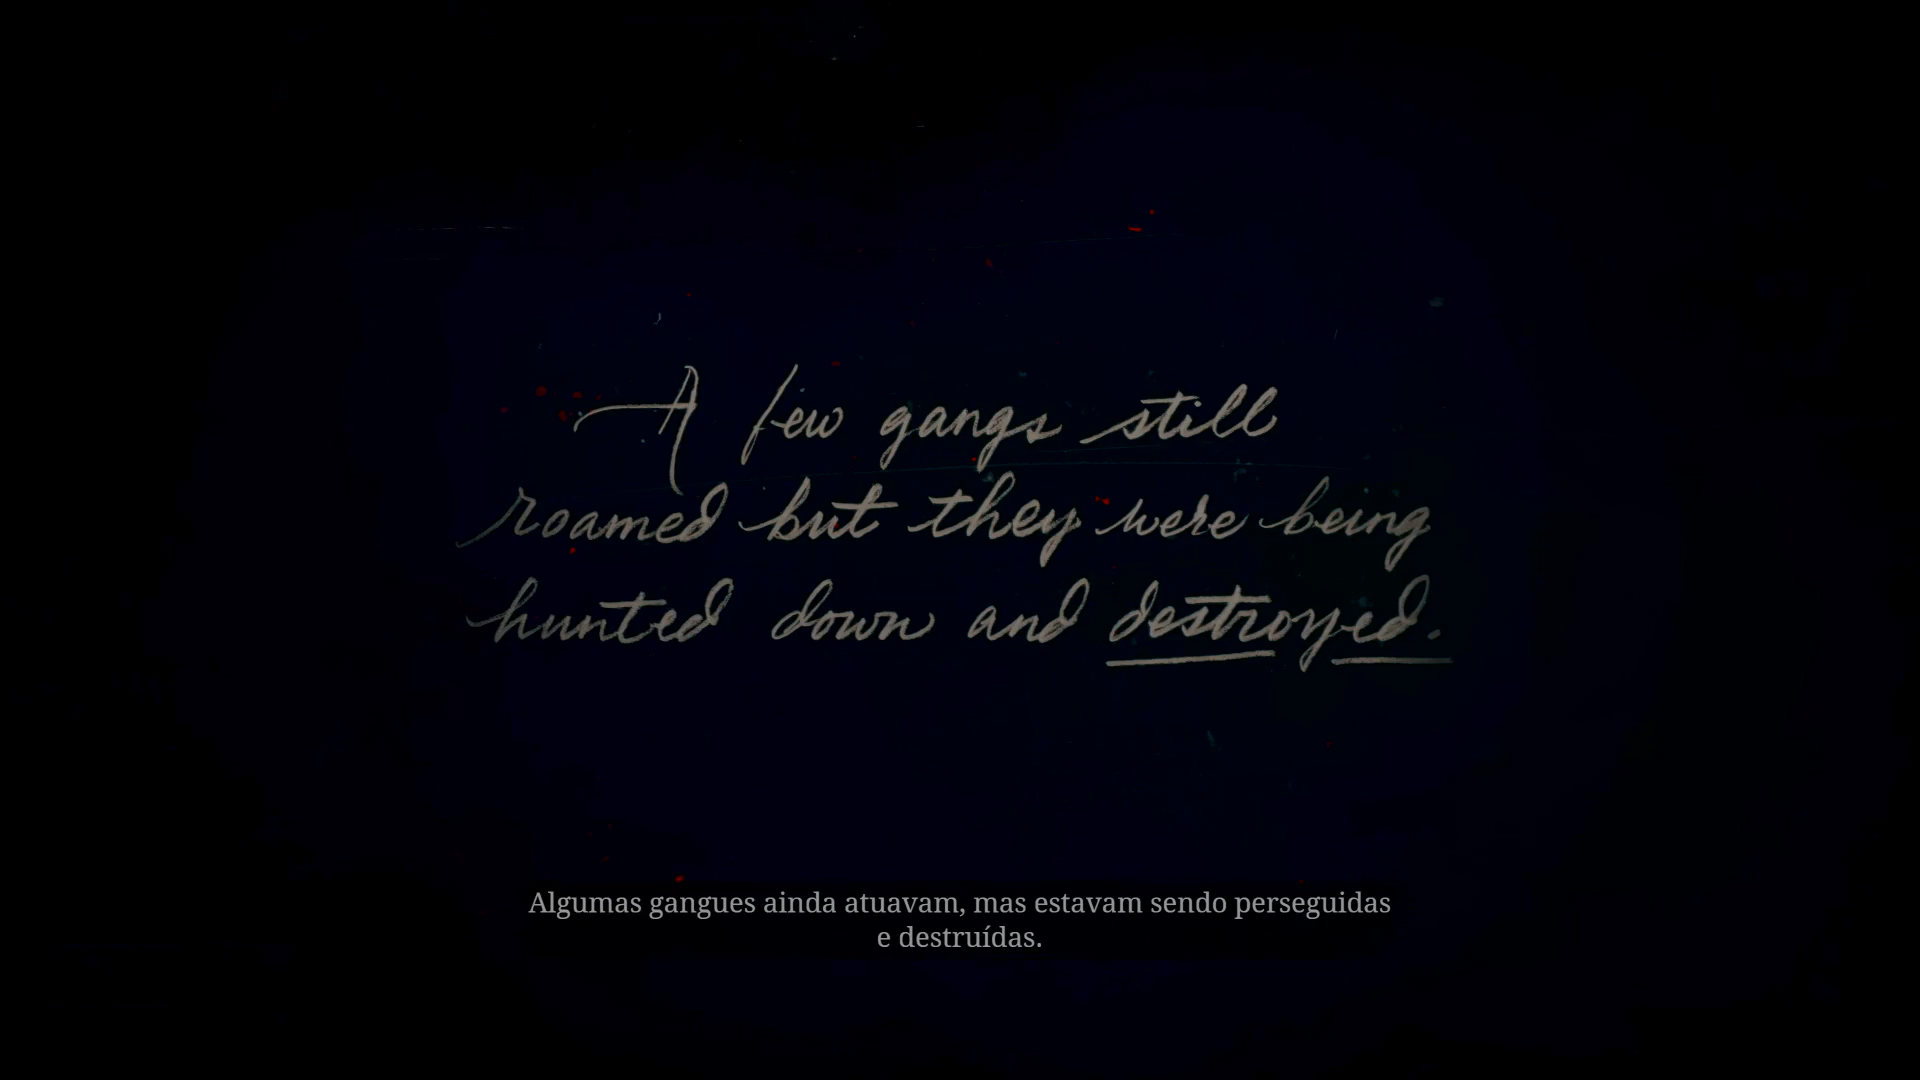 A few gangs still
roamed but they were being
hunted down and destroyed.
Algumas gangues ainda atuavam, mas estavam sendo perseguidas
e destruídas.